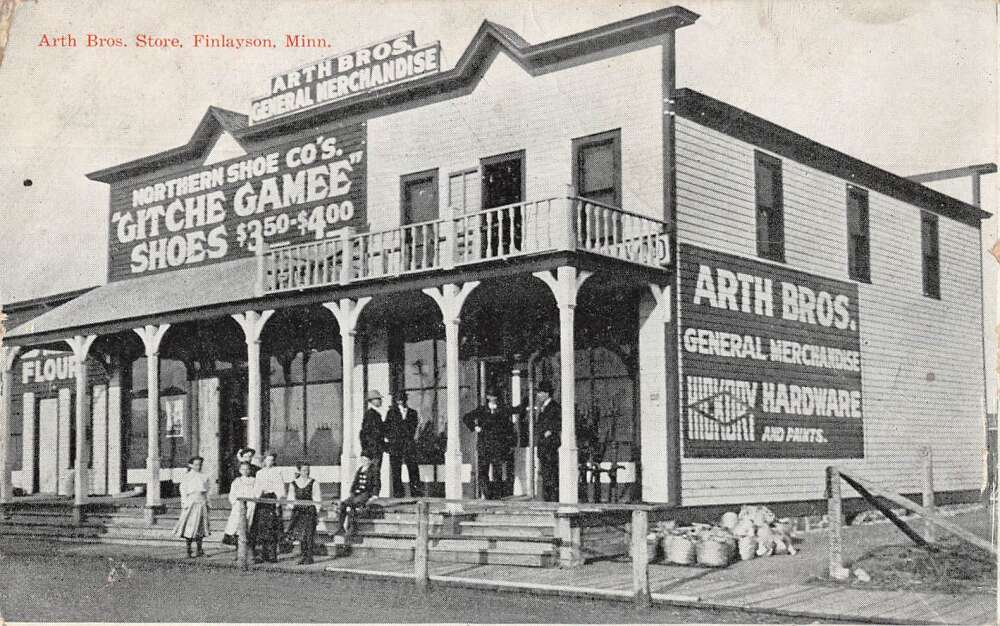 Arth Bros. Store, Finlayson, Minn.
ARTH BROS.
GENERAL MERCHANDISE
NORTHERN SHOE CO'S.
"GITCHE GAMEE"
SHOES $3.50-$4.00
FLOUR
ARTH BROS.
GENERAL MERCHANDISE
HARDWARE
AND PAINTS.